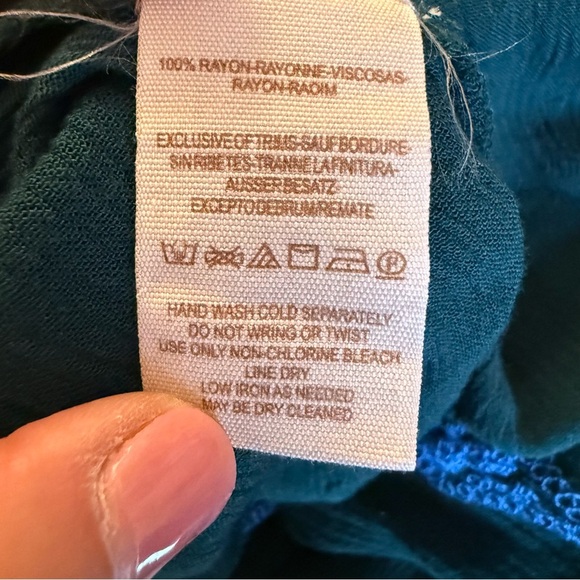 100% RAYON-RAYONNE-VISCOSAS-
RAYON-RAOIM
EXCLUSIVE OF TRIMS-SAUF BORDURE-
SIN RIBETES-TRANNE LA FINITURA-
AUSSER BESATZ-
EXCEPTO DEBRUM/REMATE
HAND WASH COLD SEPARATELY
DO NOT WRING OR TWIST
USE ONLY NON-CHLORINE BLEACH
LINE DRY
LOW IRON AS NEEDED
MAY BE DRY CLEANED